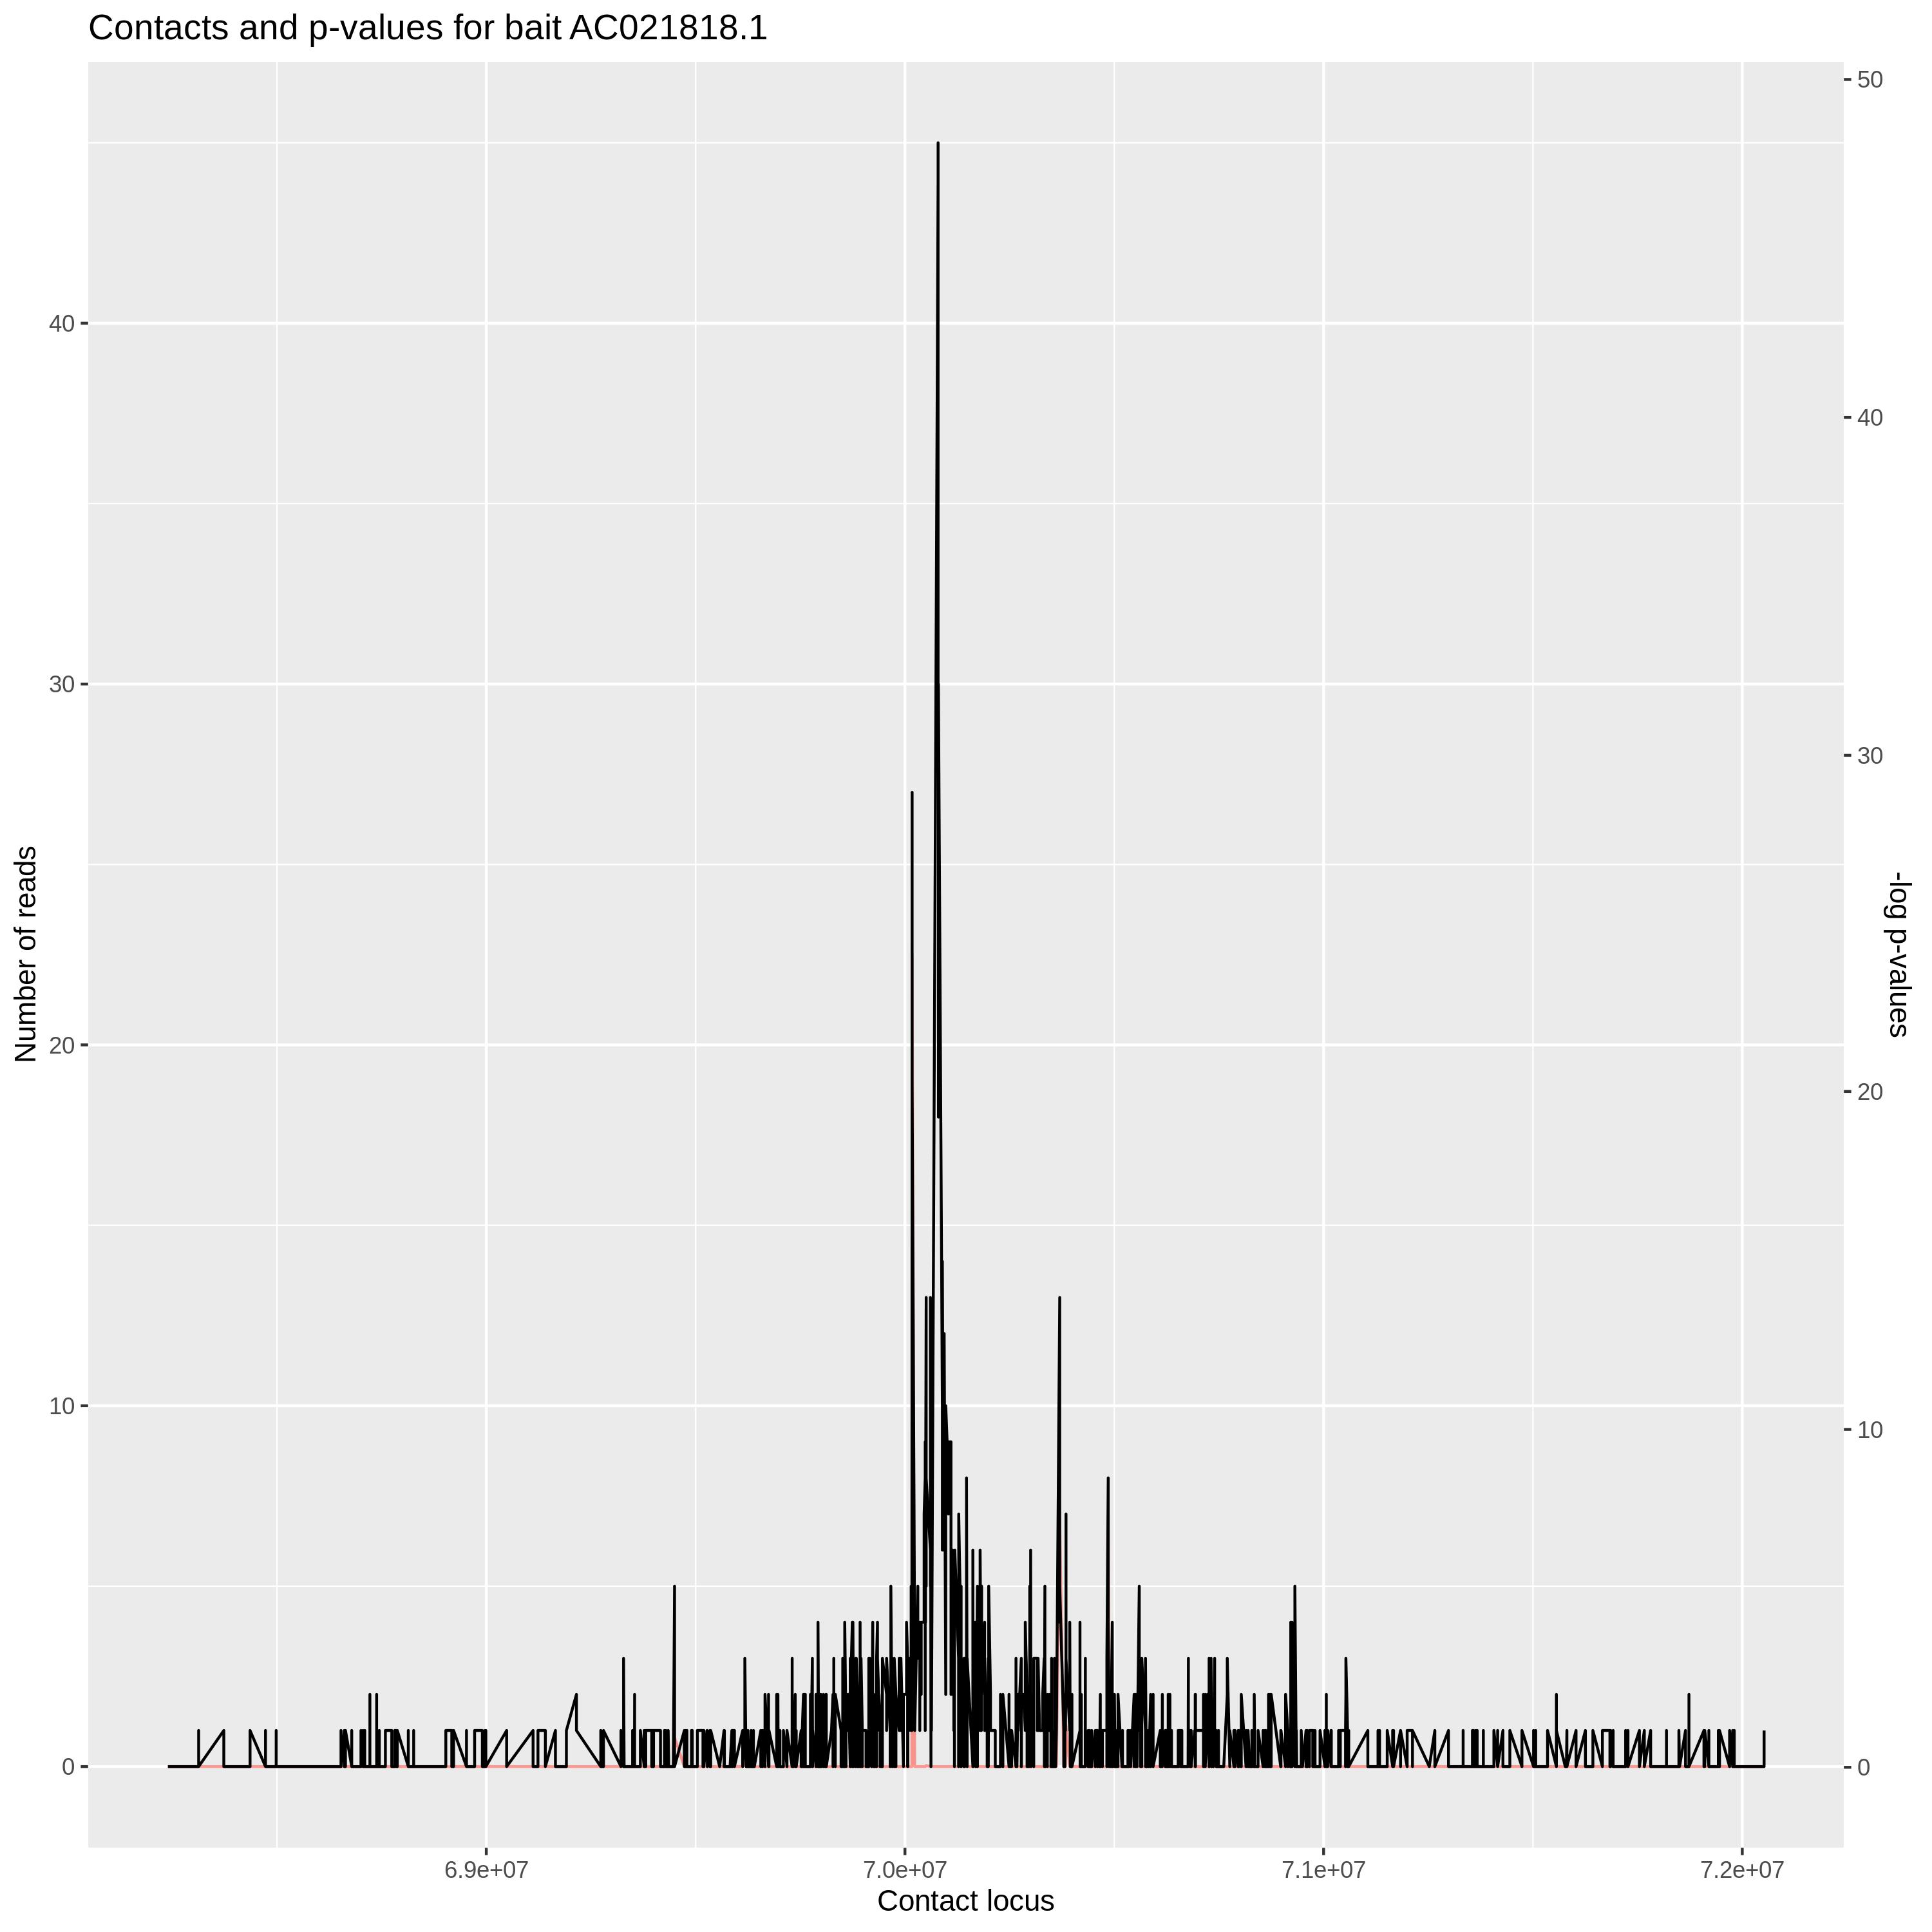 Contacts and p-values for bait AC021818.1
Number of reads
40
30
20
10
0
50
40
30
20
10
0
-log p-values
6.9e+07 7.0e+07 7.1e+07 7.2e+07
Contact locus